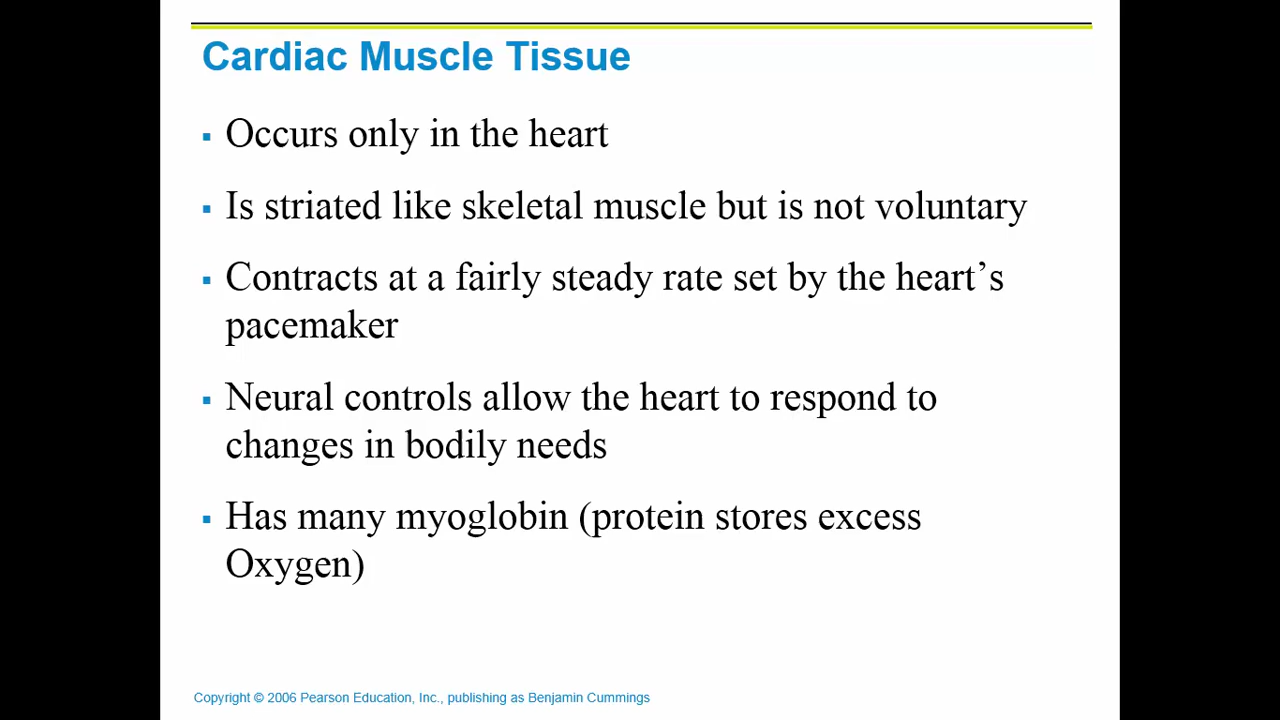 Cardiac Muscle Tissue
▪ Occurs only in the heart
▪ Is striated like skeletal muscle but is not voluntary
▪ Contracts at a fairly steady rate set by the heart’s
pacemaker
▪ Neural controls allow the heart to respond to
changes in bodily needs
▪ Has many myoglobin (protein stores excess
Oxygen)
Copyright © 2006 Pearson Education, Inc., publishing as Benjamin Cummings